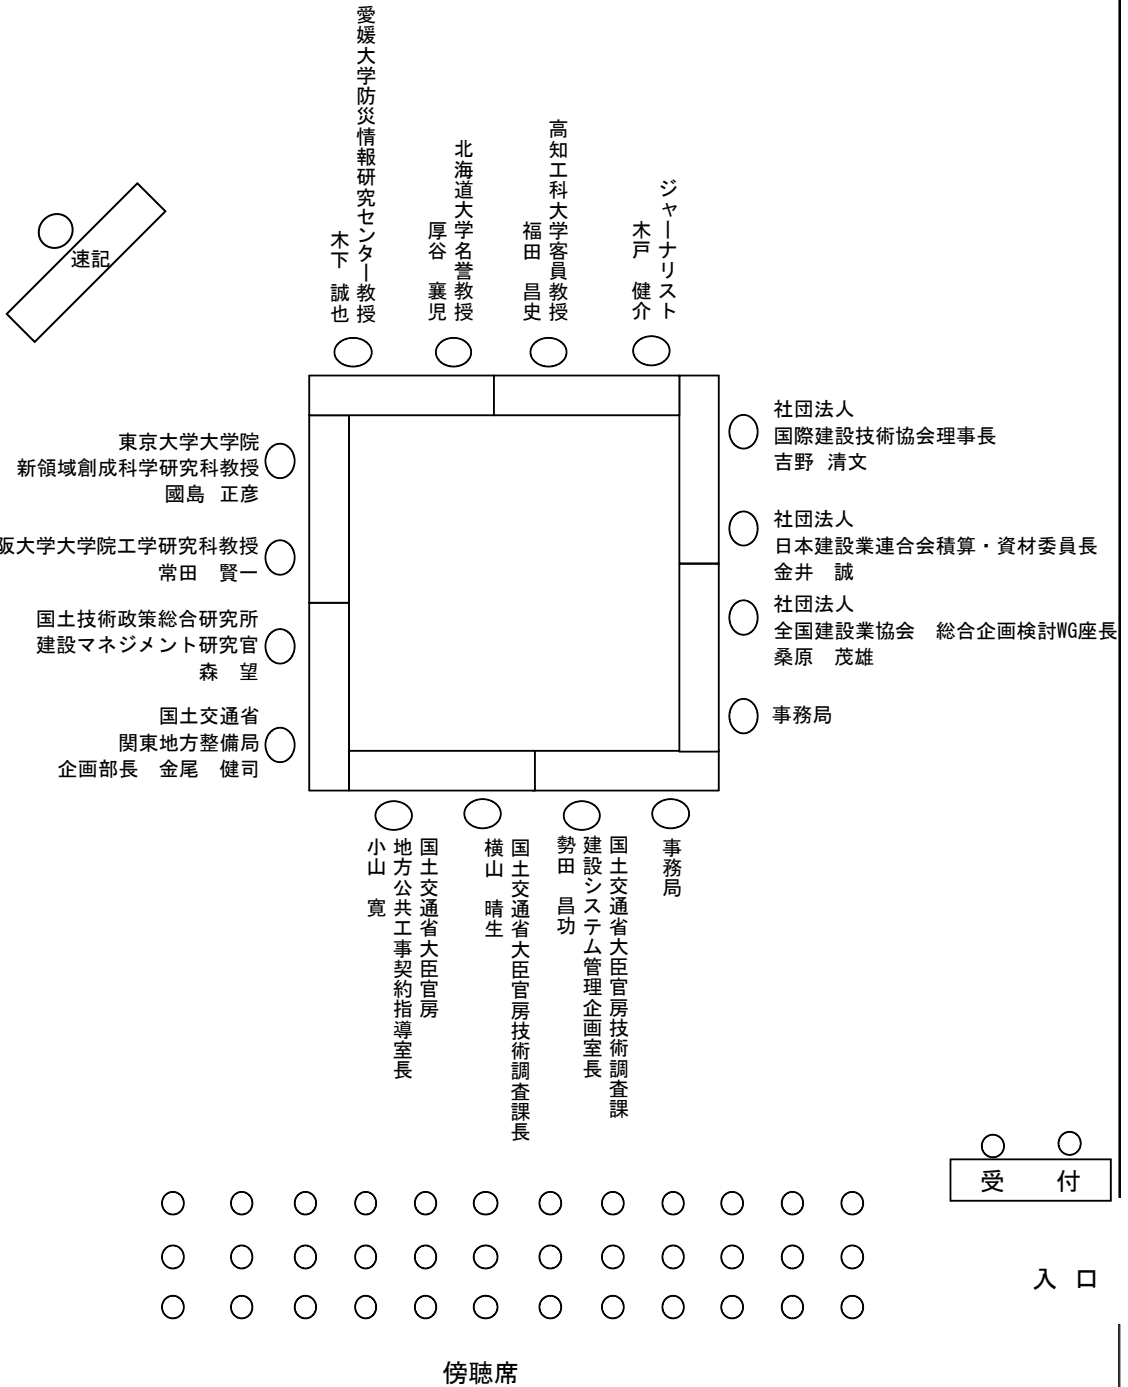 愛媛大学防災情報研究センター教授
木下 誠也
北海道大学名誉教授
厚谷 襄児
高知工科大学客員教授
福田 昌史
ジャーナリスト
木戸 健介
速記
東京大学大学院
新領域創成科学研究科教授
國島 正彦
阪大学大学院工学研究科教授
常田 賢一
国土技術政策総合研究所
建設マネジメント研究官
森 望
国土交通省
関東地方整備局
企画部長 金尾 健司
社団法人
国際建設技術協会理事長
吉野 清文
社団法人
日本建設業連合会積算・資材委員長
金井 誠
社団法人
全国建設業協会 総合企画検討WG座長
桑原 茂雄
事務局
国土交通省大臣官房
地方公共工事契約指導室長
小山 寛
国土交通省大臣官房技術調査課長
横山 晴生
国土交通省大臣官房技術調査課
建設システム管理企画室長
勢田 昌功
事務局
受 付
入 口
傍聴席